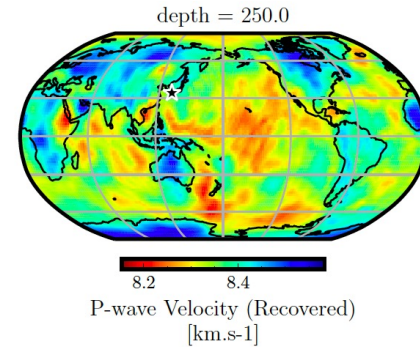 depth = 250.0
8.2 8.4
P-wave Velocity (Recovered)
[km.s-1]